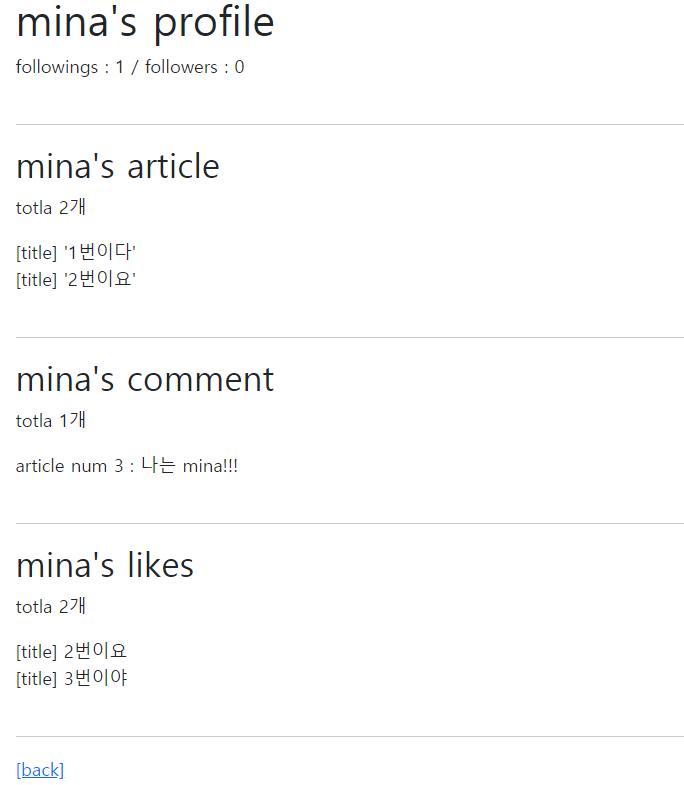 mina's profile
followings : 1 / followers : 0
mina's article
totla 2개
[title] '1번이다'
[title] '2번이요'
mina's comment
totla 1개
article num 3 : 나는 mina!!!
mina's likes
totla 2개
[title] 2번이요
[title] 3번이야
[back]